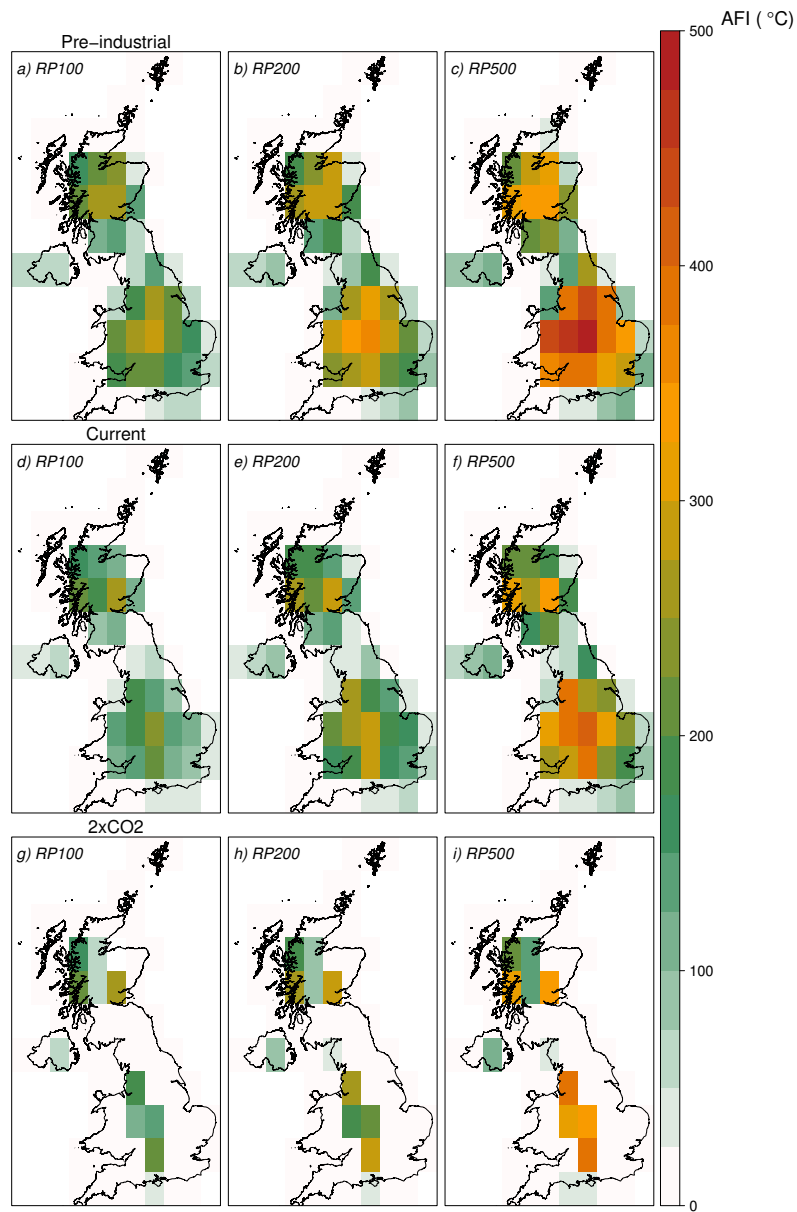 AFI ( °C)
Pre−industrial
a) RP100
b) RP200
c) RP500
Current
d) RP100
e) RP200
f) RP500
2xCO2
g) RP100
h) RP200
i) RP500
500
400
300
200
100
0